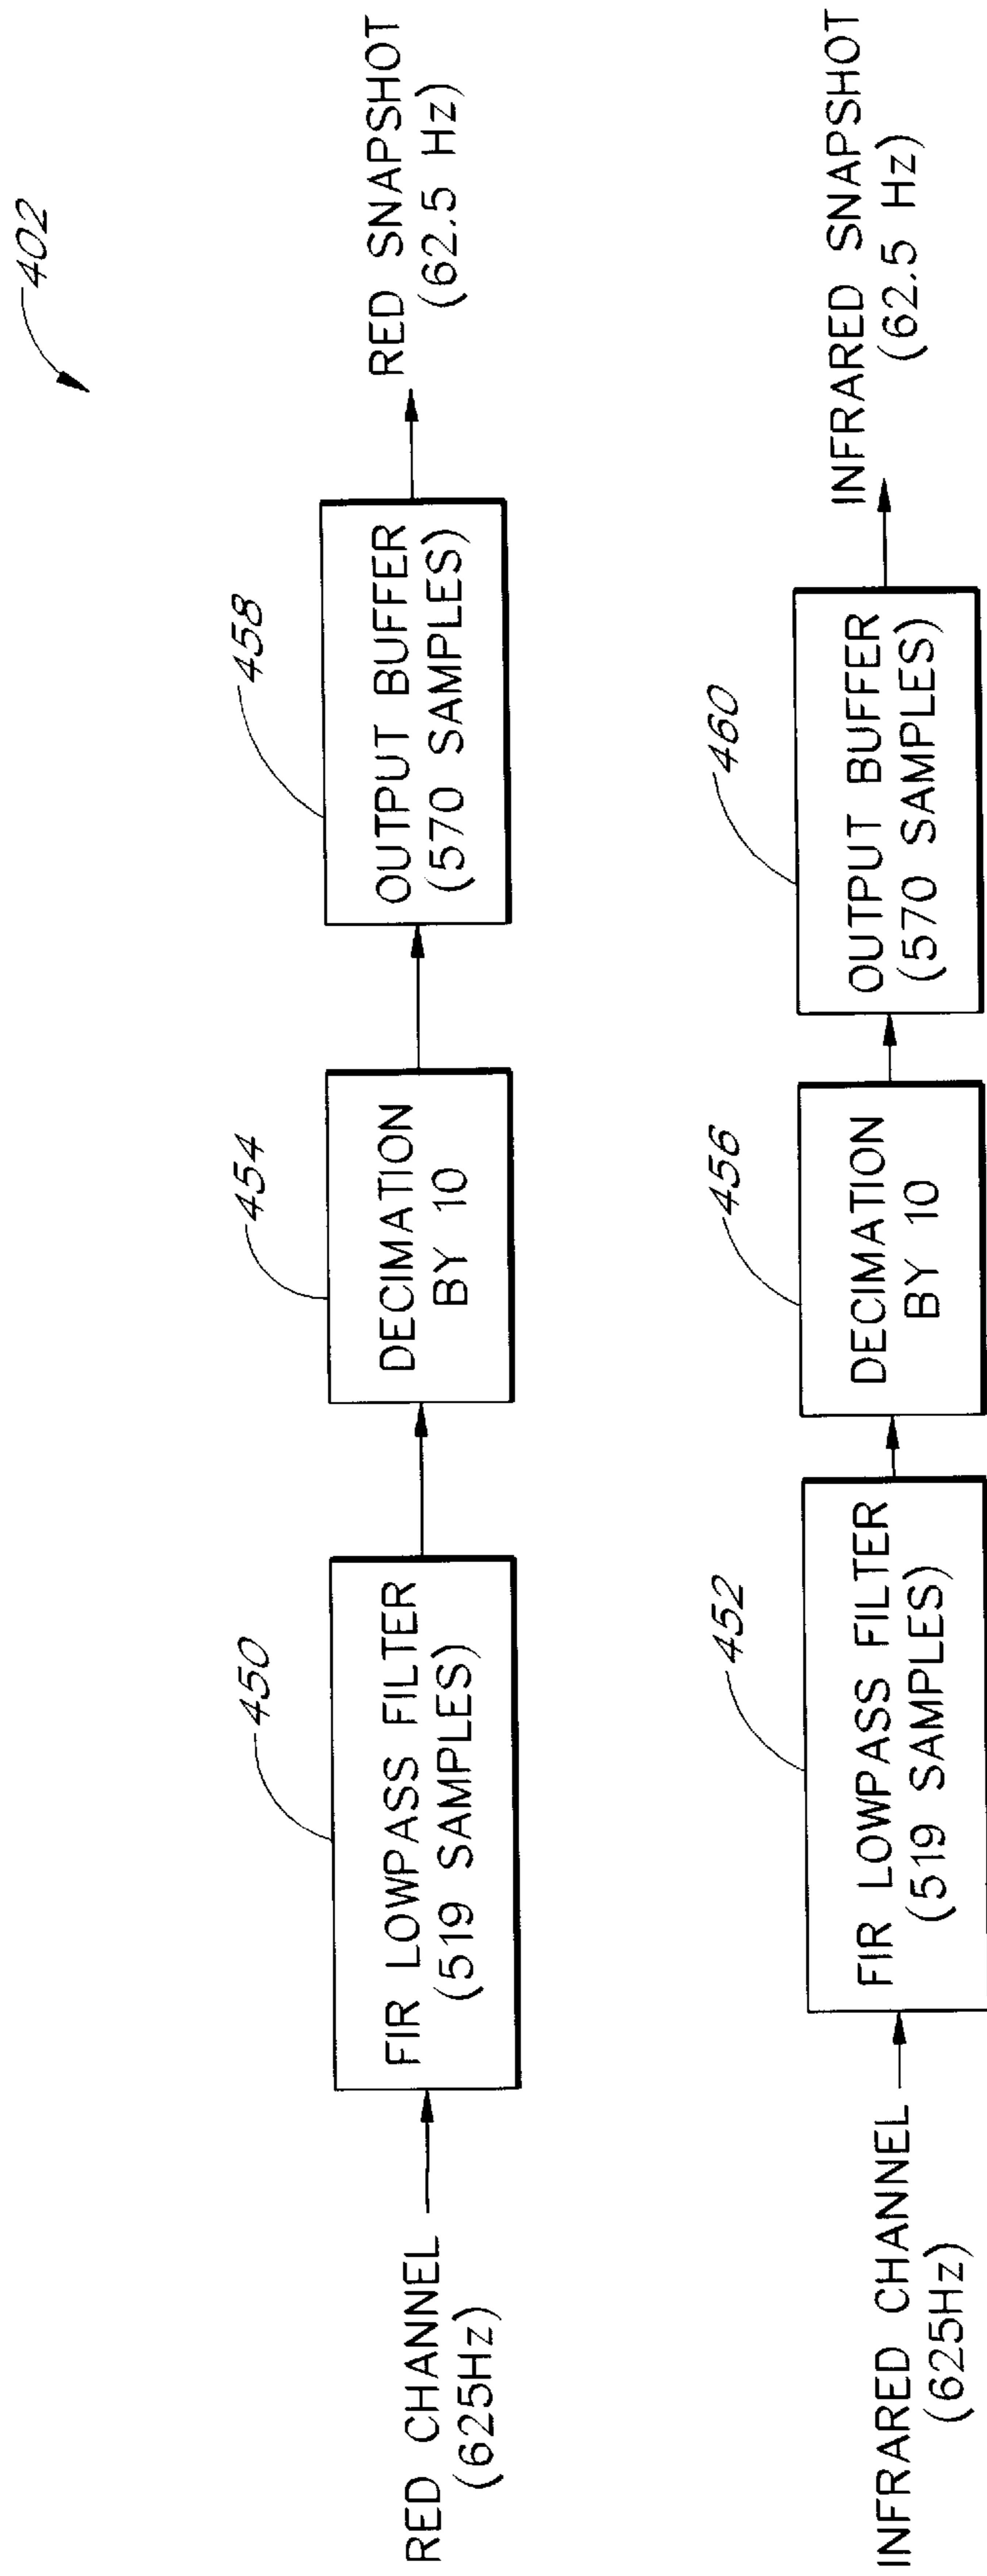 402
RED CHANNEL
(625Hz)
450
FIR LOWPASS FILTER
(519 SAMPLES)
454
DECIMATION
BY 10
458
OUTPUT BUFFER
(570 SAMPLES)
RED SNAPSHOT
(62.5 Hz)
INFRARED CHANNEL
(625Hz)
452
FIR LOWPASS FILTER
(519 SAMPLES)
456
DECIMATION
BY 10
460
OUTPUT BUFFER
(570 SAMPLES)
INFRARED SNAPSHOT
(62.5 Hz)